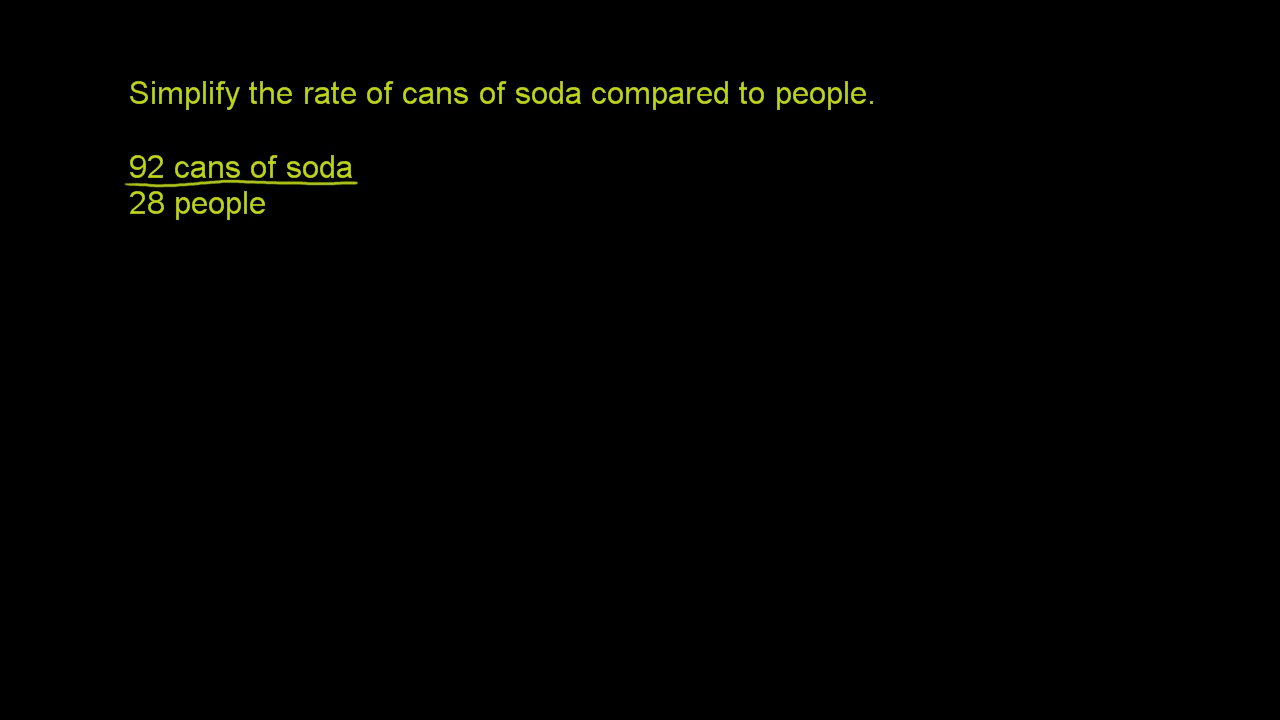 Simplify the rate of cans of soda compared to people.
92 cans of soda
28 people